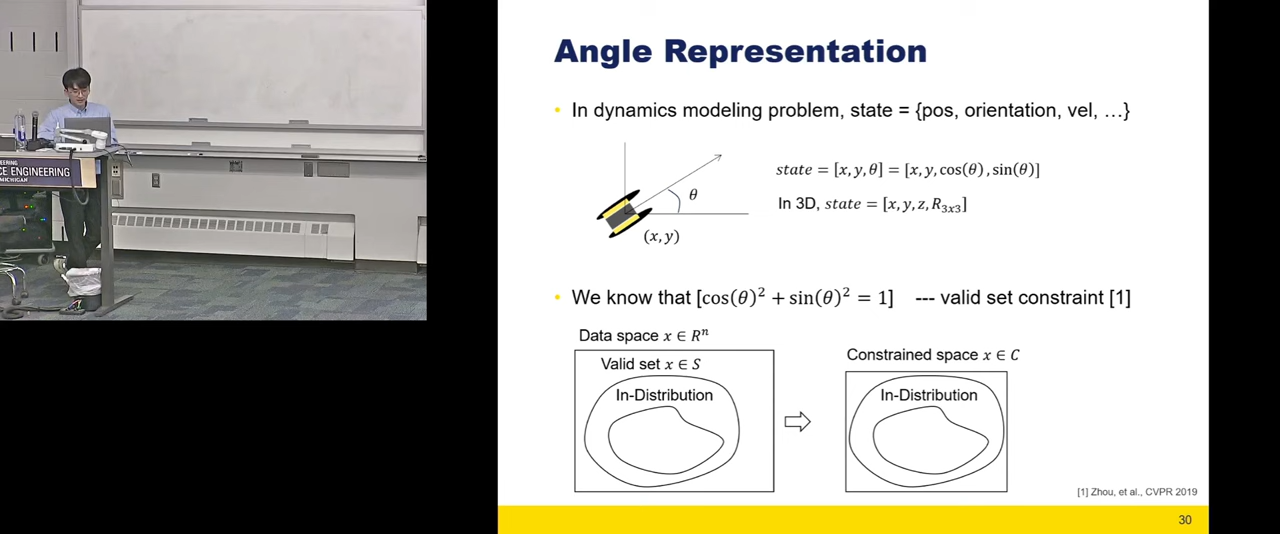 EERING
CE ENGINEERING
MICHIGAN
Angle Representation
• In dynamics modeling problem, state = {pos, orientation, vel, …}
θ
(x, y)
state = [x, y, θ] = [x, y, cos(θ) , sin(θ)]
In 3D, state = [x, y, z, R₃ₓ₃]
• We know that [cos(θ)² + sin(θ)² = 1] --- valid set constraint [1]
Data space x ∈ Rⁿ
Valid set x ∈ S
In-Distribution
Constrained space x ∈ C
In-Distribution
[1] Zhou, et al., CVPR 2019
30